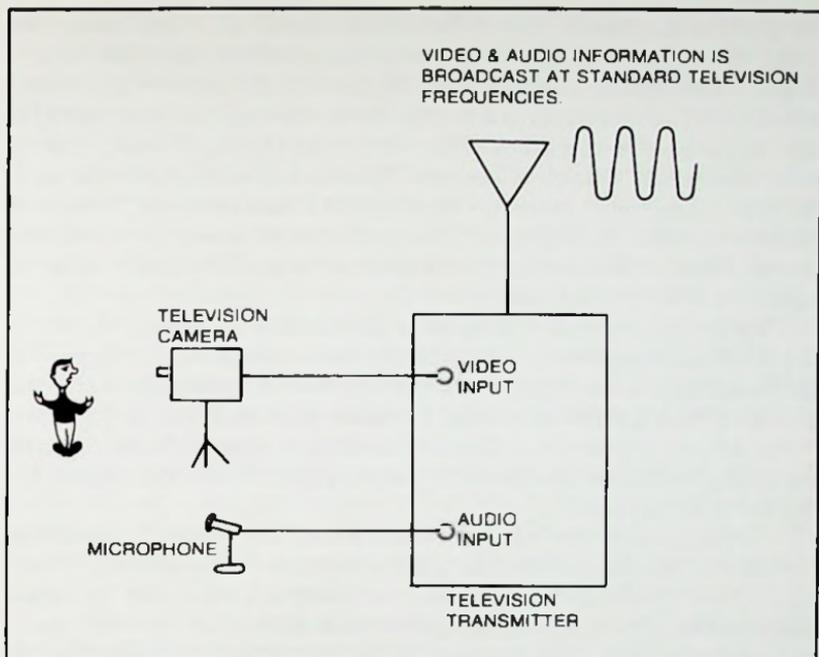 VIDEO & AUDIO INFORMATION IS
BROADCAST AT STANDARD TELEVISION
FREQUENCIES.
TELEVISION
CAMERA
VIDEO
INPUT
AUDIO
INPUT
MICROPHONE
TELEVISION
TRANSMITTER